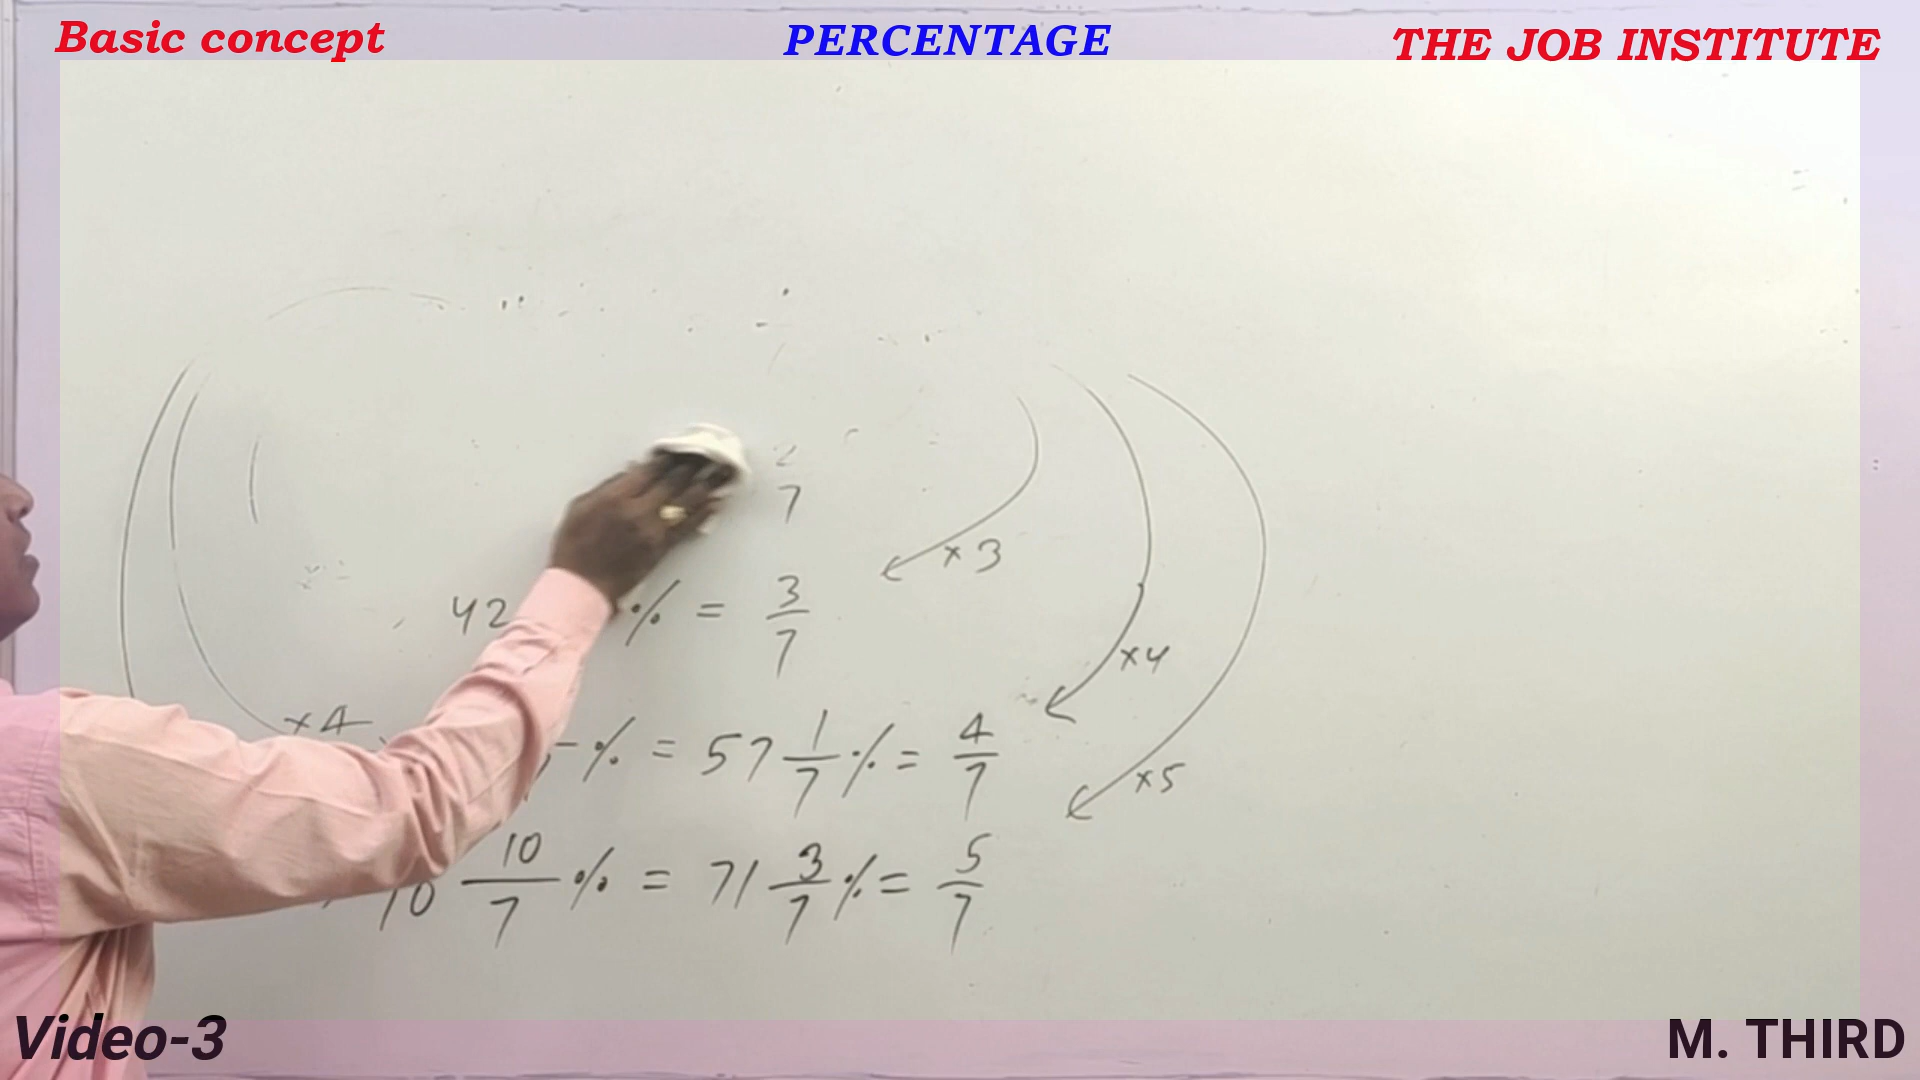 Basic concept PERCENTAGE THE JOB INSTITUTE
2
7
×3
42 % = 3/7
×4
×4
% = 57 1/7 % = 4/7
×5
70 10/7 % = 71 3/7 % = 5/7
Video-3 M. THIRD